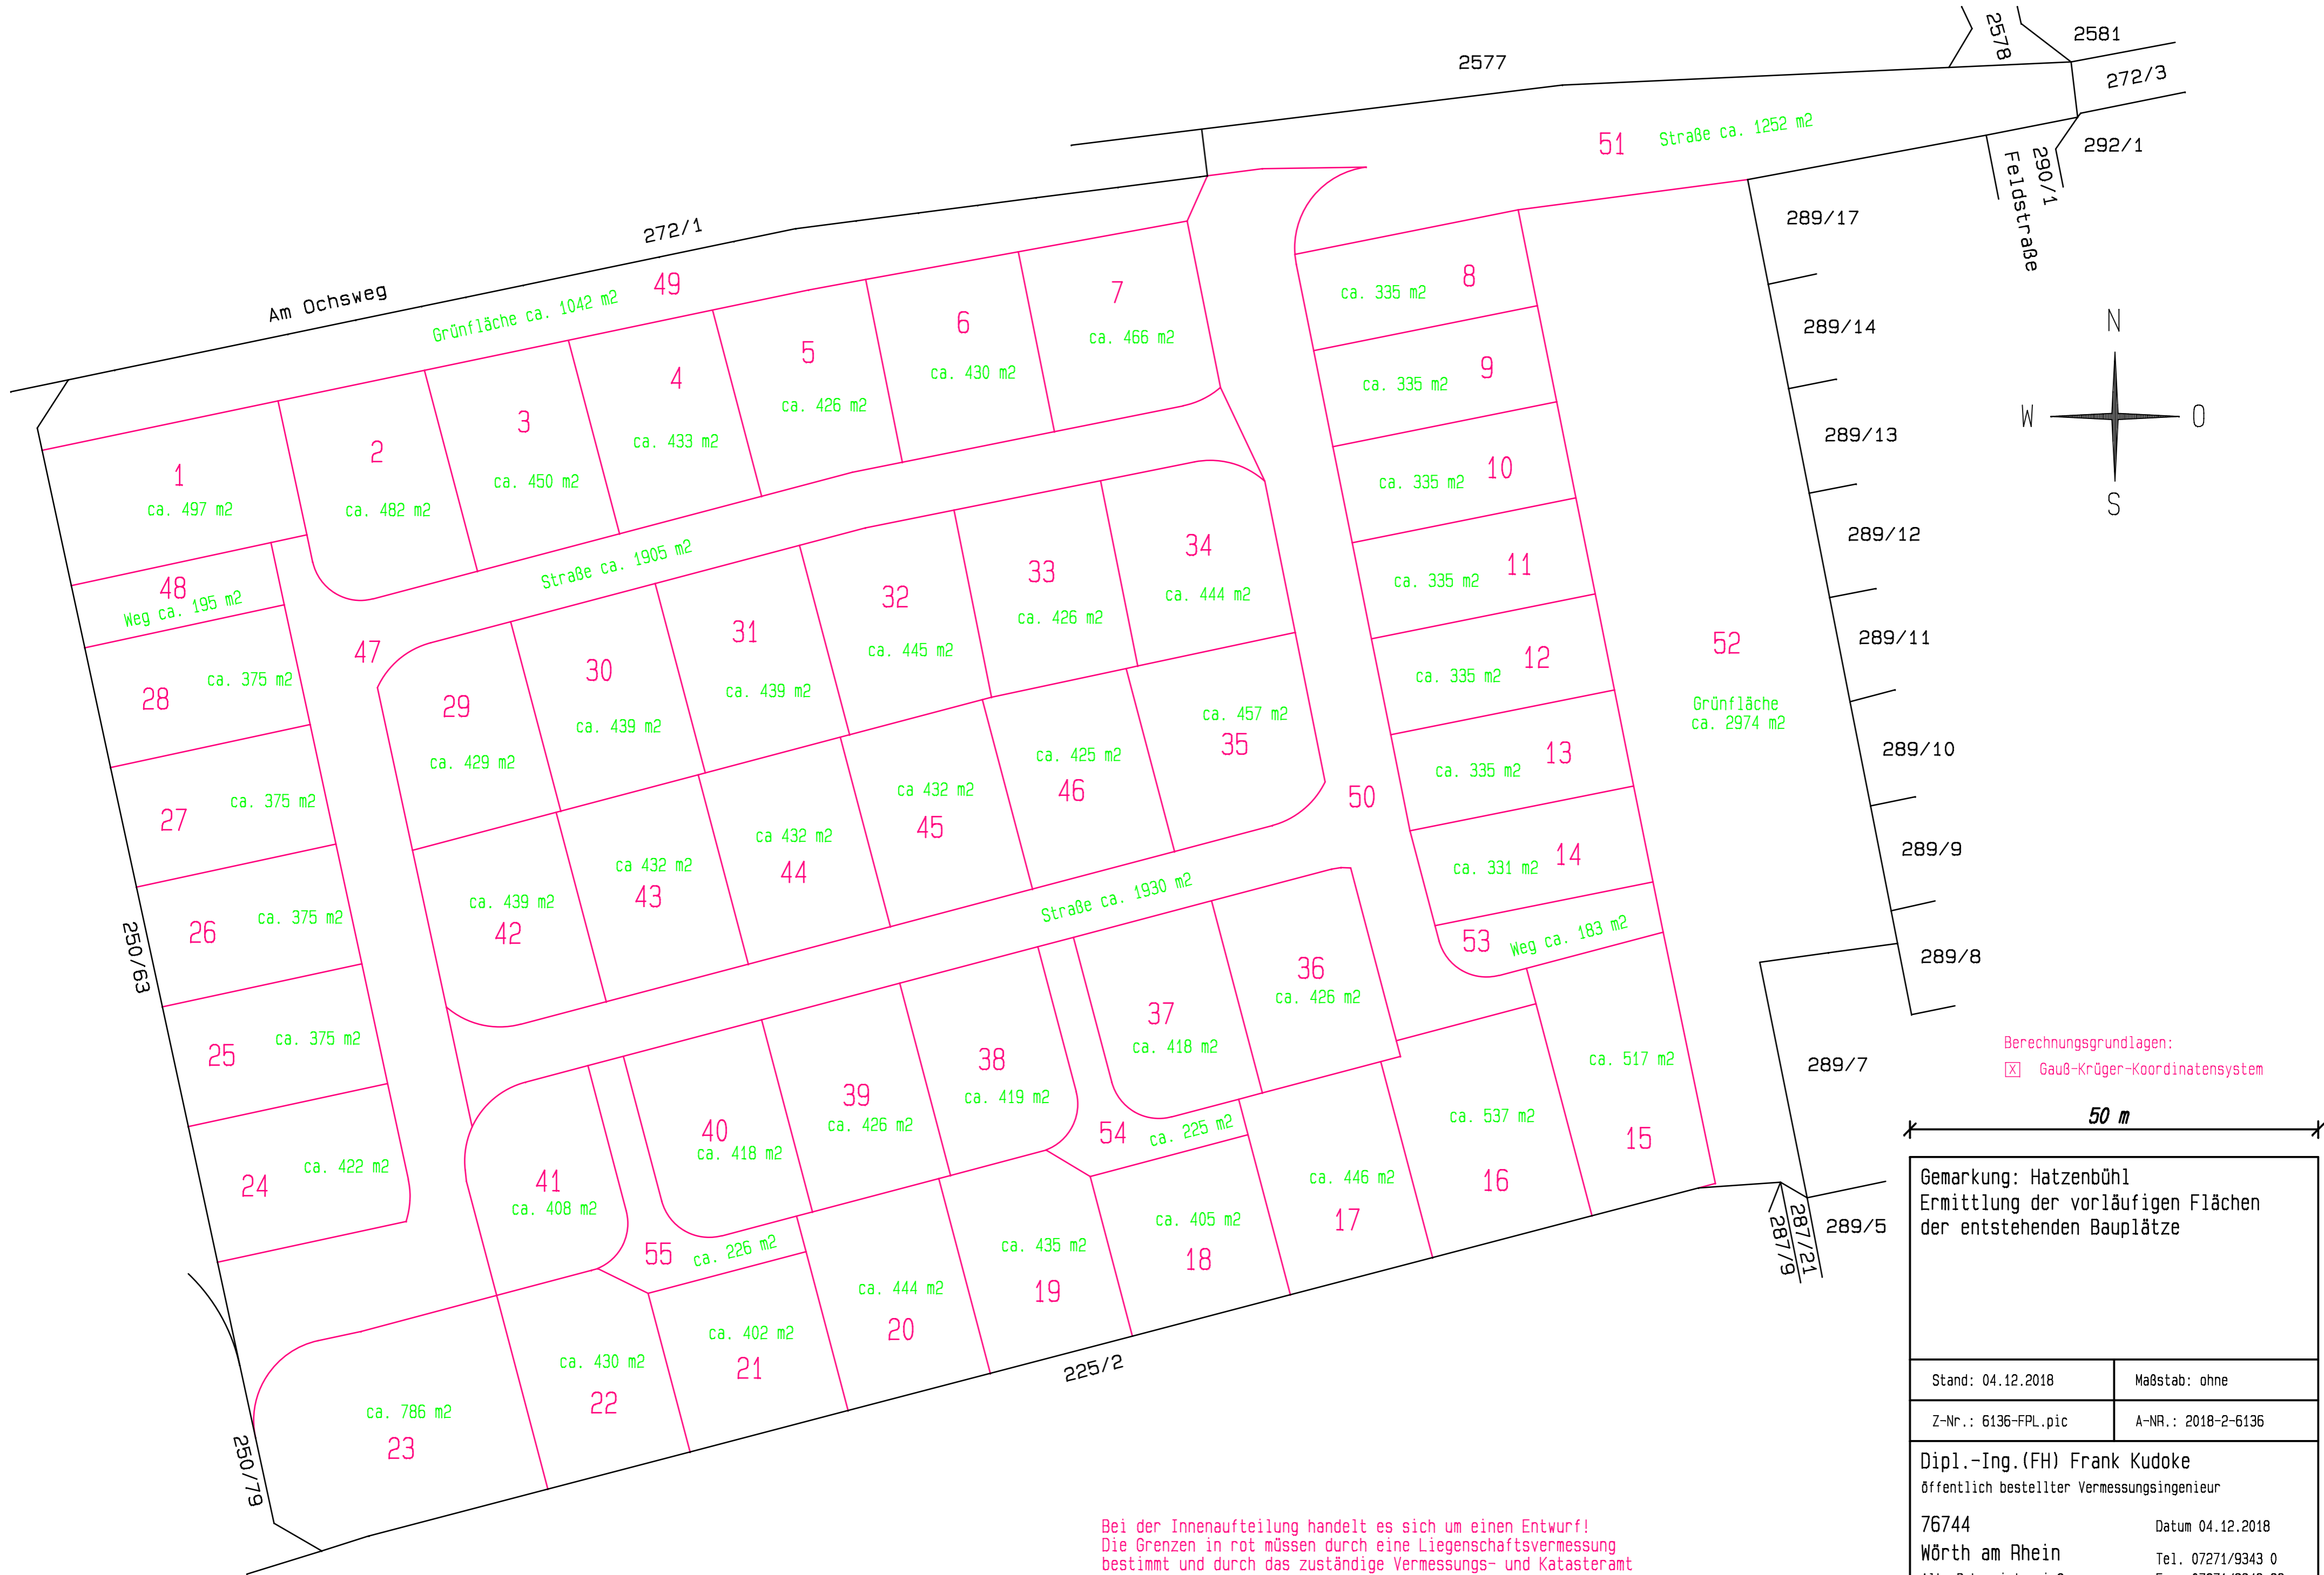 2577
2578
2581
272/3
51
Straße ca. 1252 m2
292/1
290/1
Feldstraße
289/17
272/1
Am Ochsweg
49
Grünfläche ca. 1042 m2
7
ca. 466 m2
6
ca. 430 m2
5
ca. 426 m2
4
ca. 433 m2
3
ca. 450 m2
2
ca. 482 m2
1
ca. 497 m2
8
ca. 335 m2
9
ca. 335 m2
10
ca. 335 m2
11
ca. 335 m2
12
ca. 335 m2
13
ca. 335 m2
14
ca. 331 m2
289/14
289/13
289/12
289/11
289/10
289/9
289/8
289/7
289/5
287/21
287/9
N
W
O
S
52
Grünfläche
ca. 2974 m2
48
Weg ca. 195 m2
47
Straße ca. 1905 m2
34
ca. 444 m2
33
ca. 426 m2
32
ca. 445 m2
31
ca. 439 m2
30
ca. 439 m2
29
ca. 429 m2
28
ca. 375 m2
27
ca. 375 m2
26
ca. 375 m2
25
ca. 375 m2
24
ca. 422 m2
250/63
ca. 457 m2
35
ca. 425 m2
46
ca 432 m2
45
ca 432 m2
44
ca 432 m2
43
ca. 439 m2
42
50
Straße ca. 1930 m2
53
Weg ca. 183 m2
36
ca. 426 m2
37
ca. 418 m2
38
ca. 419 m2
39
ca. 426 m2
40
ca. 418 m2
41
ca. 408 m2
54
ca. 225 m2
55
ca. 226 m2
ca. 517 m2
15
ca. 537 m2
16
ca. 446 m2
17
ca. 405 m2
18
ca. 435 m2
19
ca. 444 m2
20
ca. 402 m2
21
ca. 430 m2
22
ca. 786 m2
23
225/2
250/79
Berechnungsgrundlagen:
X Gauß-Krüger-Koordinatensystem
50 m
Gemarkung: Hatzenbühl
Ermittlung der vorläufigen Flächen
der entstehenden Bauplätze
Stand: 04.12.2018
Maßstab: ohne
Z-Nr.: 6136-FPL.pic
A-NR.: 2018-2-6136
Dipl.-Ing.(FH) Frank Kudoke
öffentlich bestellter Vermessungsingenieur
76744
Datum 04.12.2018
Wörth am Rhein
Tel. 07271/9343 0
Bei der Innenaufteilung handelt es sich um einen Entwurf!
Die Grenzen in rot müssen durch eine Liegenschaftsvermessung
bestimmt und durch das zuständige Vermessungs- und Katasteramt